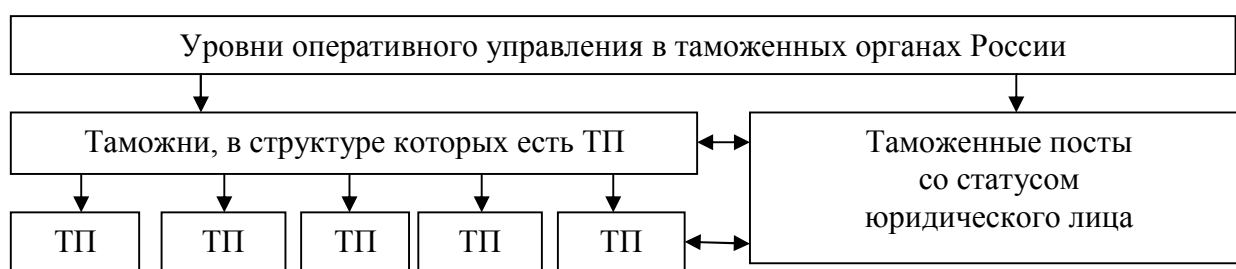 Уровни оперативного управления в таможенных органах России
Таможни, в структуре которых есть ТП
Таможенные посты
со статусом
юридического лица
ТП
ТП
ТП
ТП
ТП